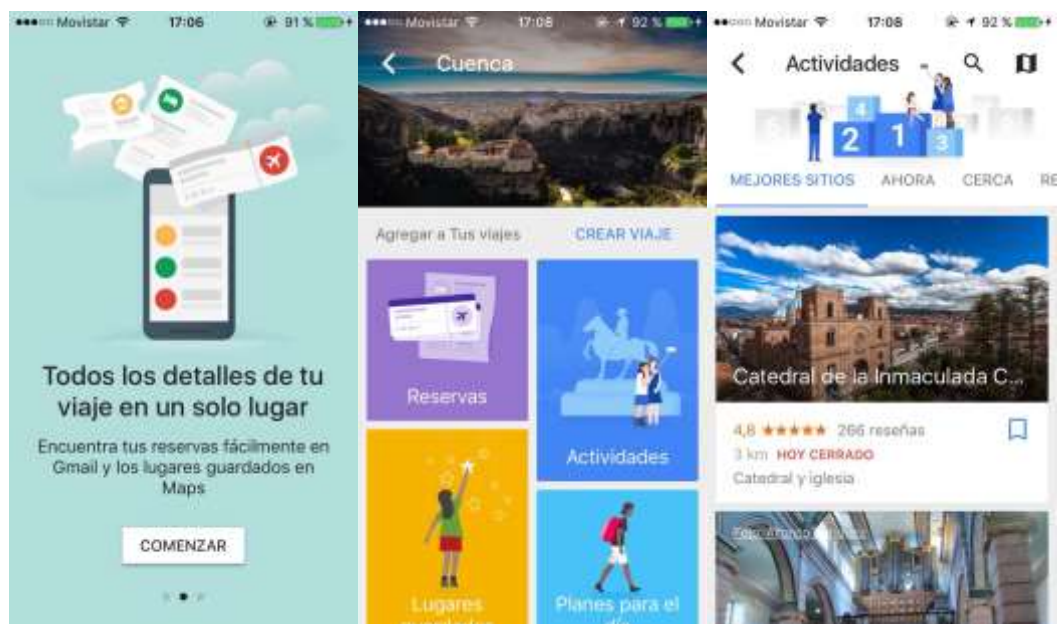 Movistar 17:06 91 %
Todos los detalles de tu
viaje en un solo lugar
Encuentra tus reservas fácilmente en
Gmail y los lugares guardados en
Maps
COMENZAR
Movistar 17:08 92 %
Cuenca
Agregar a Tus viajes CREAR VIAJE
Reservas
Actividades
Lugares
Planes para el
Movistar 17:08 92 %
Actividades
4
2 1 3
MEJORES SITIOS AHORA CERCA RE
Catedral de la Inmaculada C...
4,8 ★★★★★ 266 reseñas
3 km HOY CERRADO
Catedral y iglesia